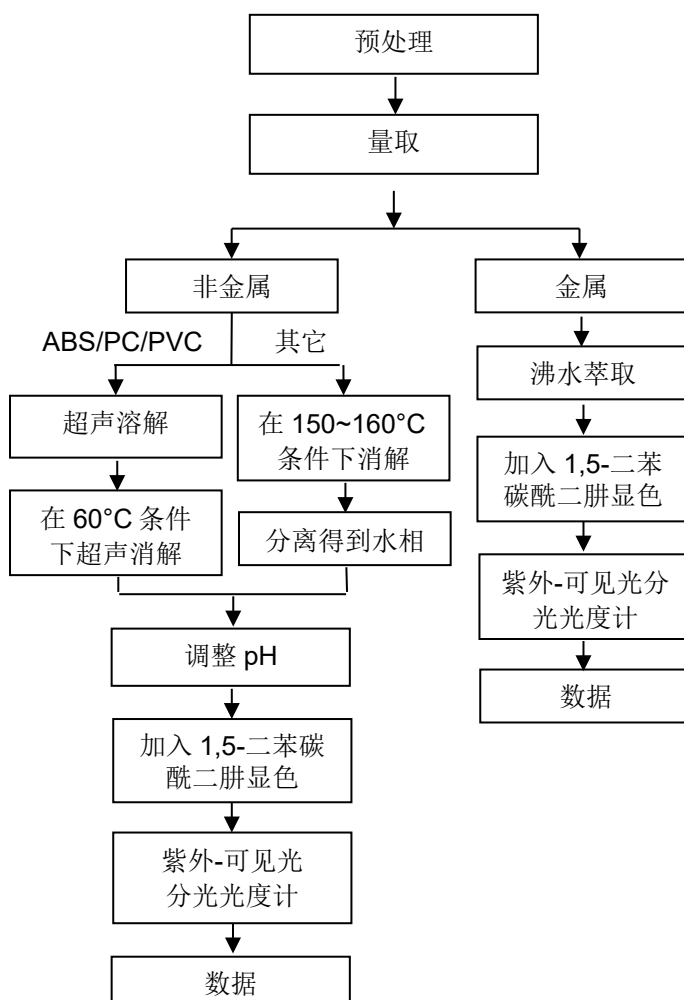 预处理
量取
非金属
金属
ABS/PC/PVC
其它
超声溶解
在 60°C 条件
下超声消解
在 150~160°C
条件下消解
分离得到水相
调整 pH
加入 1,5-二苯碳
酰二肼显色
紫外-可见光
分光光度计
数据
沸水萃取
加入 1,5-二苯
碳酰二肼显色
紫外-可见光分
光光度计
数据